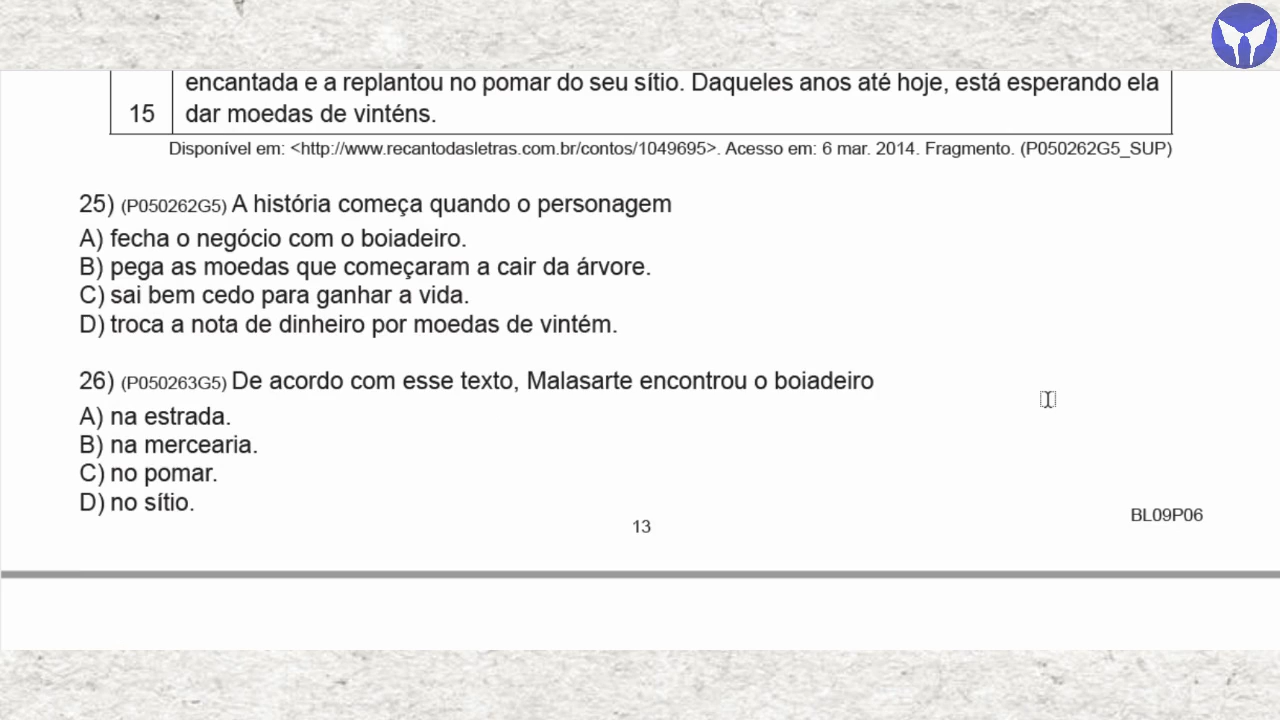 encantada e a replantou no pomar do seu sítio. Daqueles anos até hoje, está esperando ela
15 dar moedas de vinténs.
Disponível em: <http://www.recantodasletras.com.br/contos/1049695>. Acesso em: 6 mar. 2014. Fragmento. (P050262G5_SUP)
25) (P050262G5) A história começa quando o personagem
A) fecha o negócio com o boiadeiro.
B) pega as moedas que começaram a cair da árvore.
C) sai bem cedo para ganhar a vida.
D) troca a nota de dinheiro por moedas de vintém.
26) (P050263G5) De acordo com esse texto, Malasarte encontrou o boiadeiro
A) na estrada.
B) na mercearia.
C) no pomar.
D) no sítio.
13
BL09P06